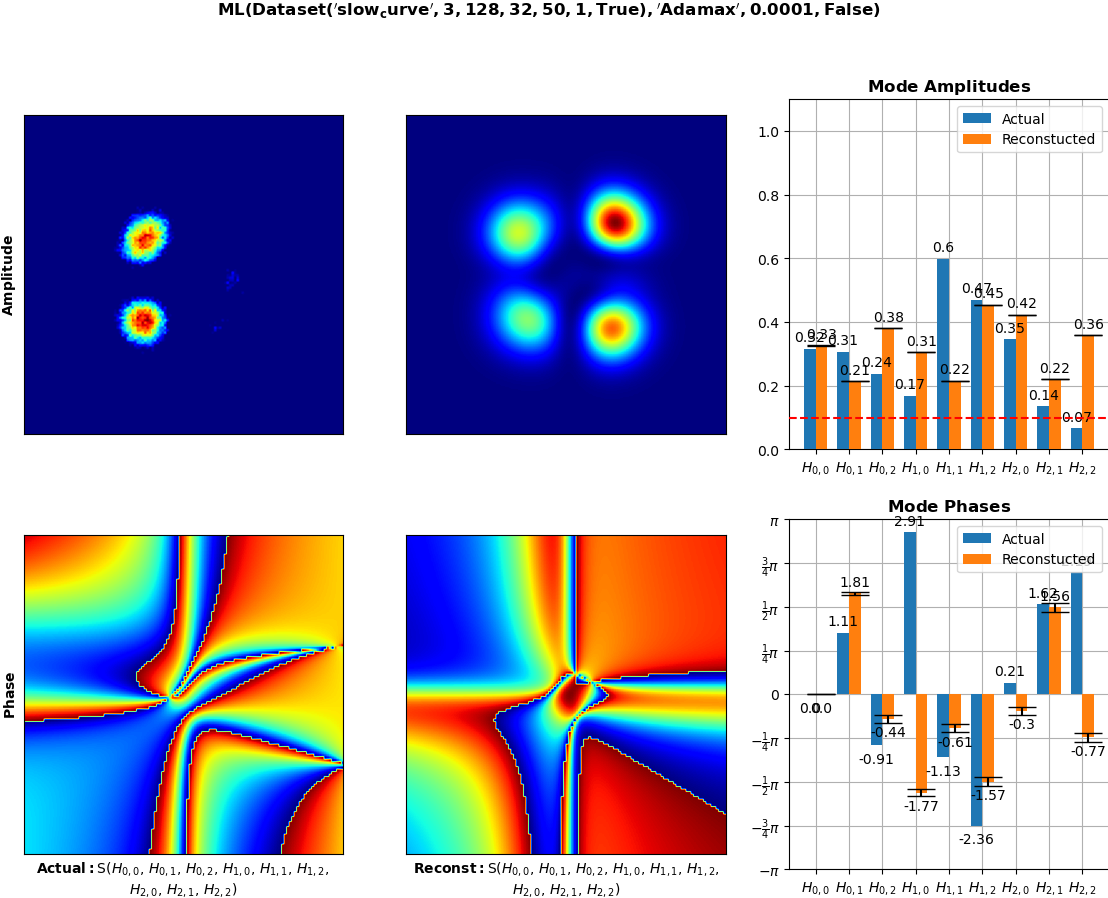 ML(Dataset('slow_curve', 3, 128, 32, 50, 1, True), 'Adamax', 0.0001, False)
Amplitude
Mode Amplitudes
Actual
Reconstucted
1.0
0.8
0.6
0.4
0.2
0.0
0.32 0.33 0.31 0.21 0.24 0.38 0.17 0.31 0.6 0.22 0.47 0.45 0.35 0.42 0.14 0.22 0.07 0.36
H0,0 H0,1 H0,2 H1,0 H1,1 H1,2 H2,0 H2,1 H2,2
Phase
Actual: S(H0,0, H0,1, H0,2, H1,0, H1,1, H1,2,
H2,0, H2,1, H2,2)
Reconst: S(H0,0, H0,1, H0,2, H1,0, H1,1, H1,2,
H2,0, H2,1, H2,2)
Mode Phases
Actual
Reconstucted
π
3/4π
1/2π
1/4π
0
−1/4π
−1/2π
−3/4π
−π
0.0 0.0 1.11 1.81 -0.91 -0.44 2.91 -1.77 -1.13 -0.61 -2.36 -1.57 0.21 -0.3 1.62 1.56 -0.77
H0,0 H0,1 H0,2 H1,0 H1,1 H1,2 H2,0 H2,1 H2,2